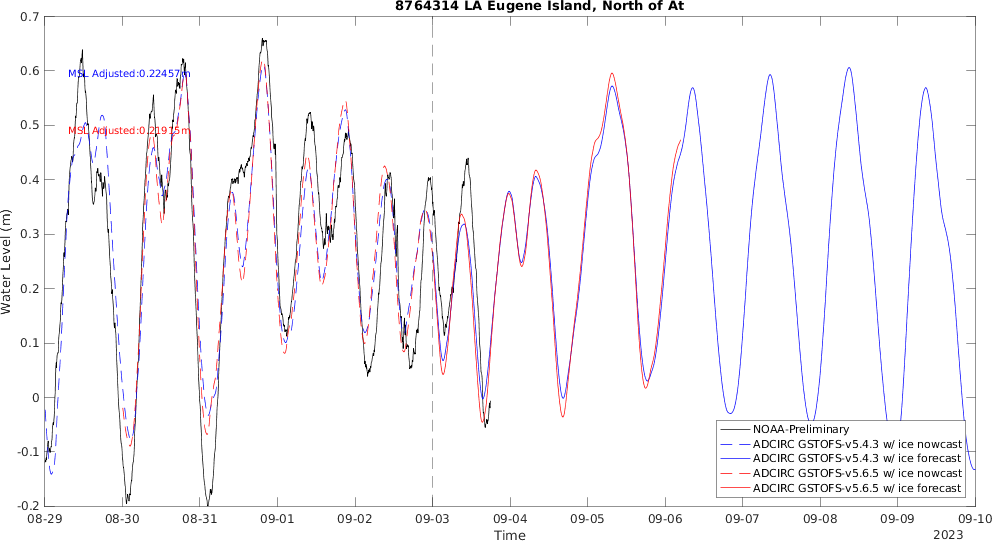 8764314 LA Eugene Island, North of At
0.7
0.6
0.5
0.4
0.3
0.2
0.1
0
-0.1
-0.2
Water Level (m)
MSL Adjusted:0.22457m
MSL Adjusted:0.21915m
NOAA-Preliminary
ADCIRC GSTOFS-v5.4.3 w/ ice nowcast
ADCIRC GSTOFS-v5.4.3 w/ ice forecast
ADCIRC GSTOFS-v5.6.5 w/ ice nowcast
ADCIRC GSTOFS-v5.6.5 w/ ice forecast
08-29 08-30 08-31 09-01 09-02 09-03 09-04 09-05 09-06 09-07 09-08 09-09 09-10
Time
2023